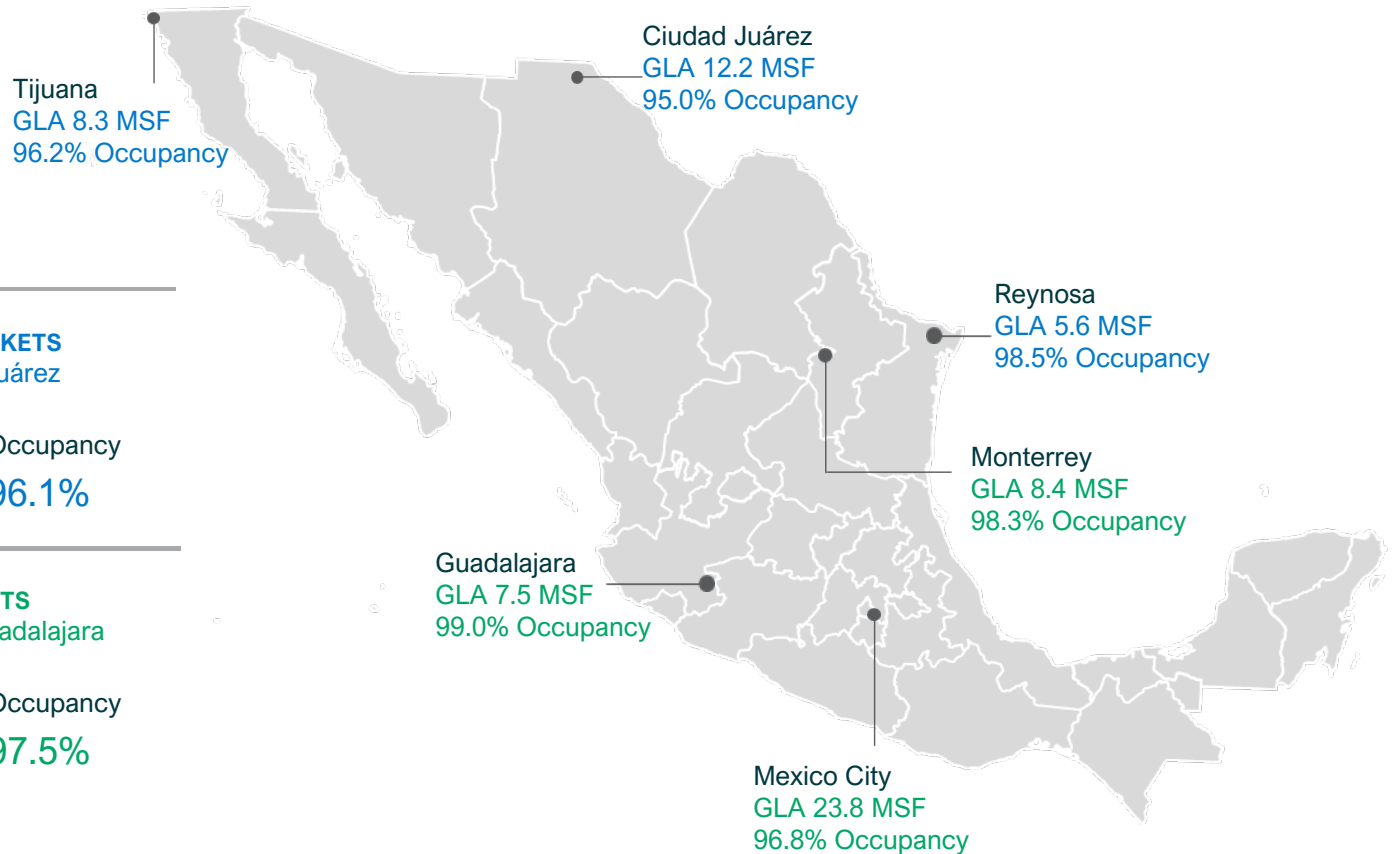 Tijuana
GLA 8.3 MSF
96.2% Occupancy
Ciudad Juárez
GLA 12.2 MSF
95.0% Occupancy
Reynosa
GLA 5.6 MSF
98.5% Occupancy
Monterrey
GLA 8.4 MSF
98.3% Occupancy
Guadalajara
GLA 7.5 MSF
99.0% Occupancy
Mexico City
GLA 23.8 MSF
96.8% Occupancy
KETS
uárez
Occupancy
96.1%
TS
adalajara
Occupancy
97.5%